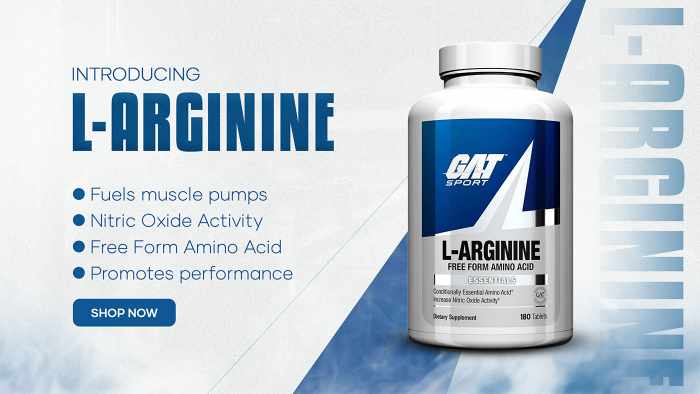 INTRODUCING
L-ARGININE
Fuels muscle pumps
Nitric Oxide Activity
Free Form Amino Acid
Promotes performance
SHOP NOW
GAT
SPORT
L-ARGININE
FREE FORM AMINO ACID
ESSENTIALS
Conditionally Essential Amino Acid*
Increase Nitric Oxide Activity*
Dietary Supplement
180 Tablets
L-ARGININE